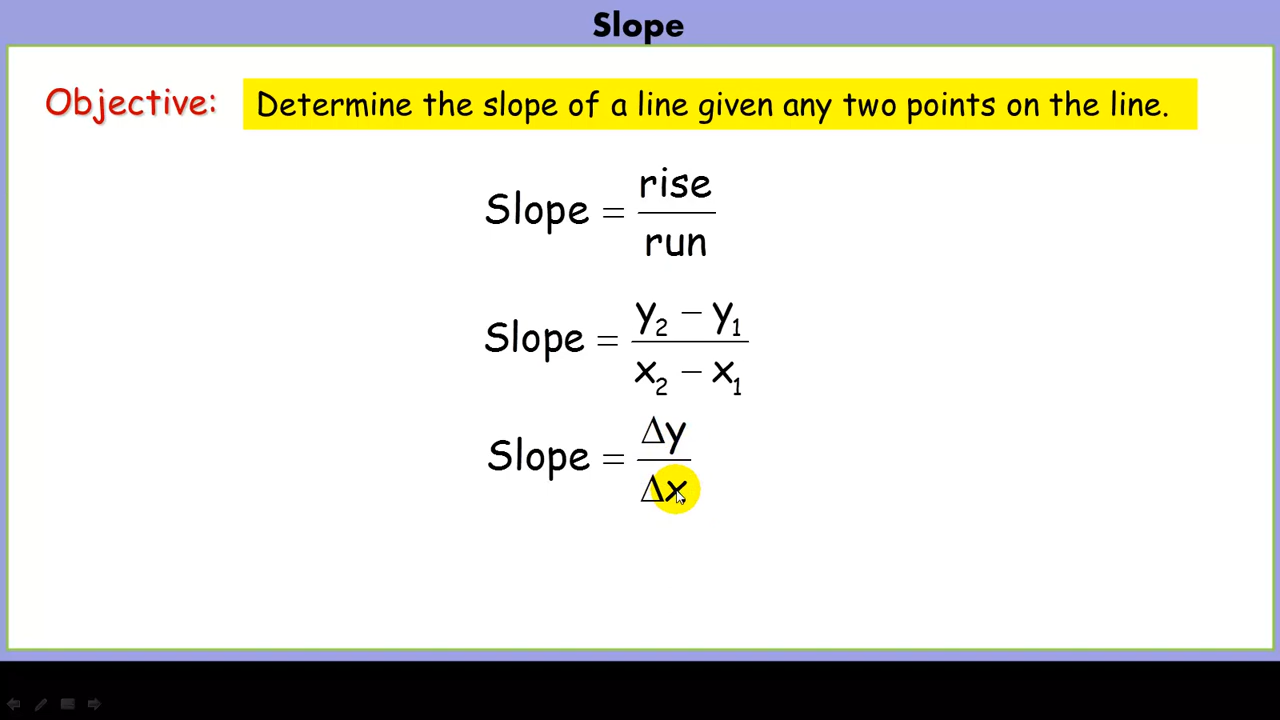 Slope
Objective: Determine the slope of a line given any two points on the line.
Slope = rise/run
Slope = (y₂ − y₁)/(x₂ − x₁)
Slope = Δy/Δx